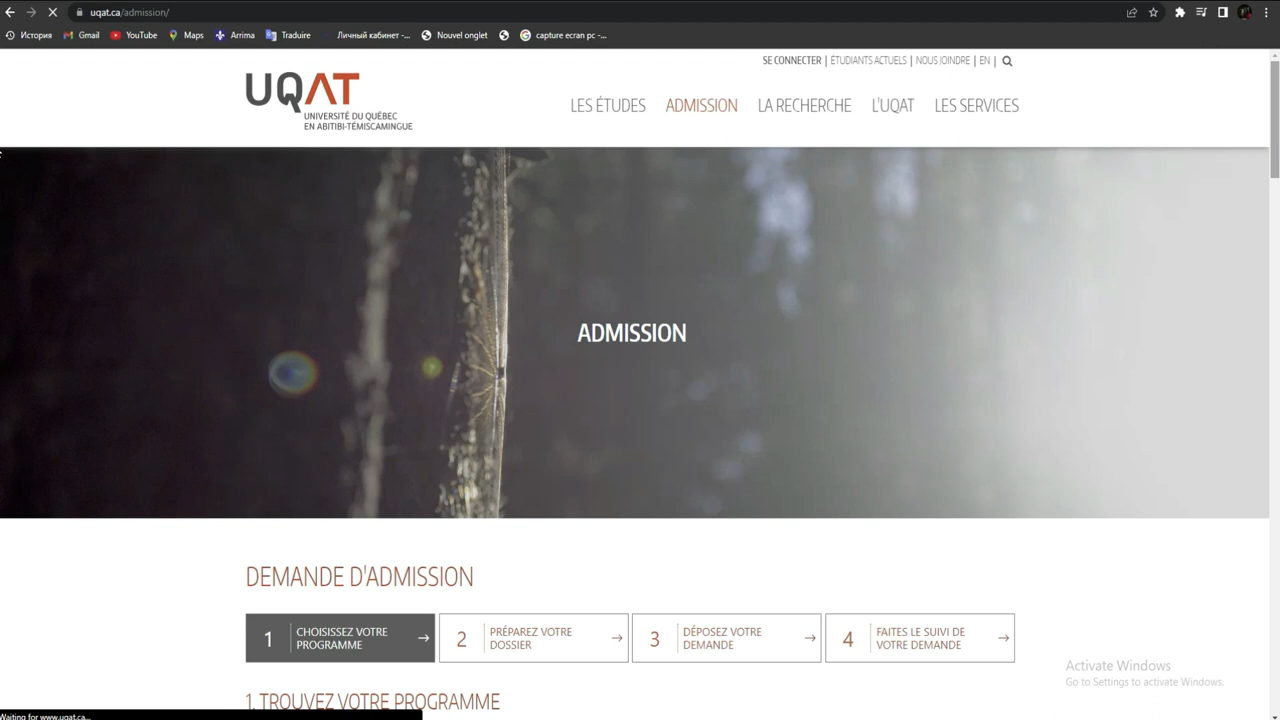 uqat.ca/admission/
История Gmail YouTube Maps Arrima Traduire Личный кабинет -... Nouvel onglet capture ecran pc -...
SE CONNECTER | ÉTUDIANTS ACTUELS | NOUS JOINDRE | EN |
UQAT
UNIVERSITÉ DU QUÉBEC
EN ABITIBI-TÉMISCAMINGUE
LES ÉTUDES ADMISSION LA RECHERCHE L'UQAT LES SERVICES
ADMISSION
DEMANDE D'ADMISSION
1 CHOISISSEZ VOTRE
PROGRAMME →
2 PRÉPAREZ VOTRE
DOSSIER →
3 DÉPOSEZ VOTRE
DEMANDE →
4 FAITES LE SUIVI DE
VOTRE DEMANDE →
Activate Windows
Go to Settings to activate Windows.
1. TROUVEZ VOTRE PROGRAMME
Waiting for www.uqat.ca...